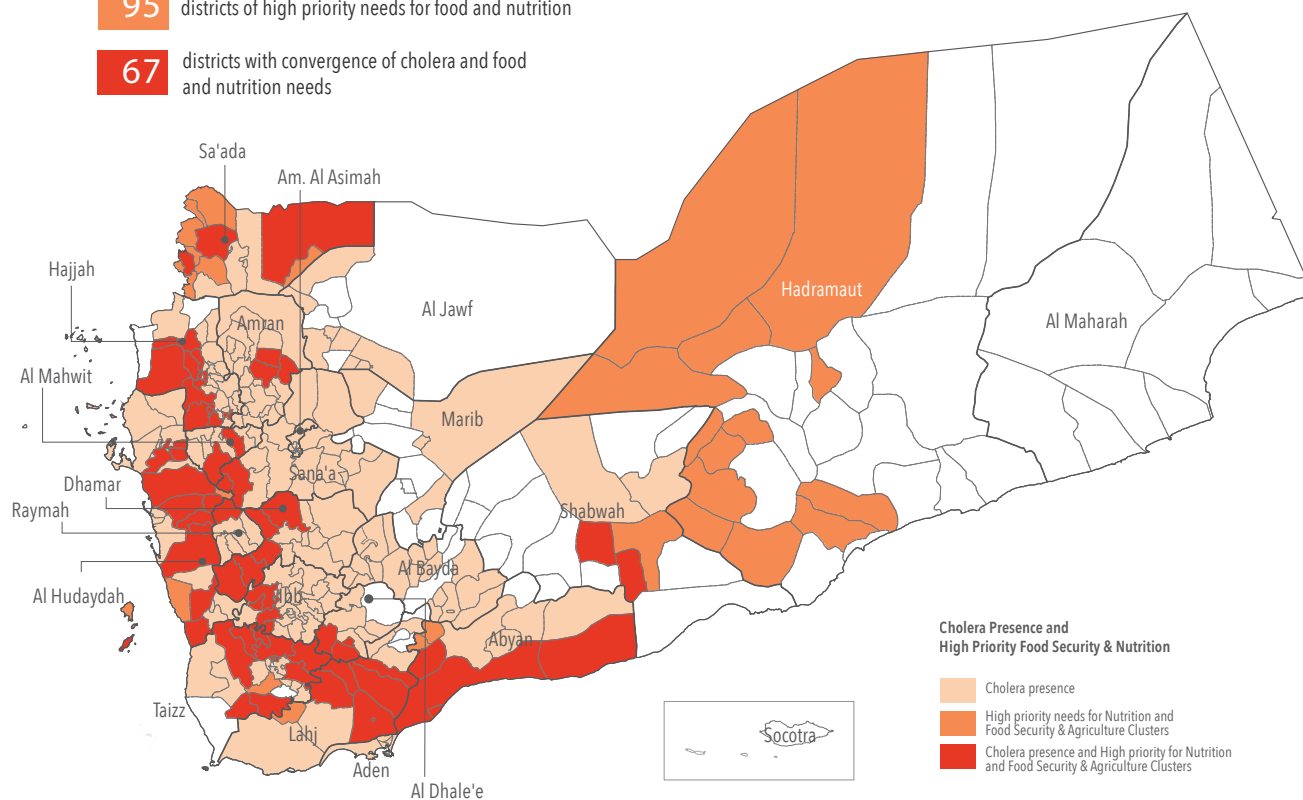 95
districts of high priority needs for food and nutrition
67
districts with convergence of cholera and food
and nutrition needs
Sa'ada
Am. Al Asimah
Hajjah
Al Jawf
Hadramaut
Amran
Al Maharah
Al Mahwit
Marib
Sana'a
Dhamar
Raymah
Shabwah
Al Bayda
Al Hudaydah
Ibb
Abyan
Taizz
Lahj
Aden
Al Dhale'e
Socotra
Cholera Presence and
High Priority Food Security & Nutrition
Cholera presence
High priority needs for Nutrition and
Food Security & Agriculture Clusters
Cholera presence and High priority for Nutrition
and Food Security & Agriculture Clusters